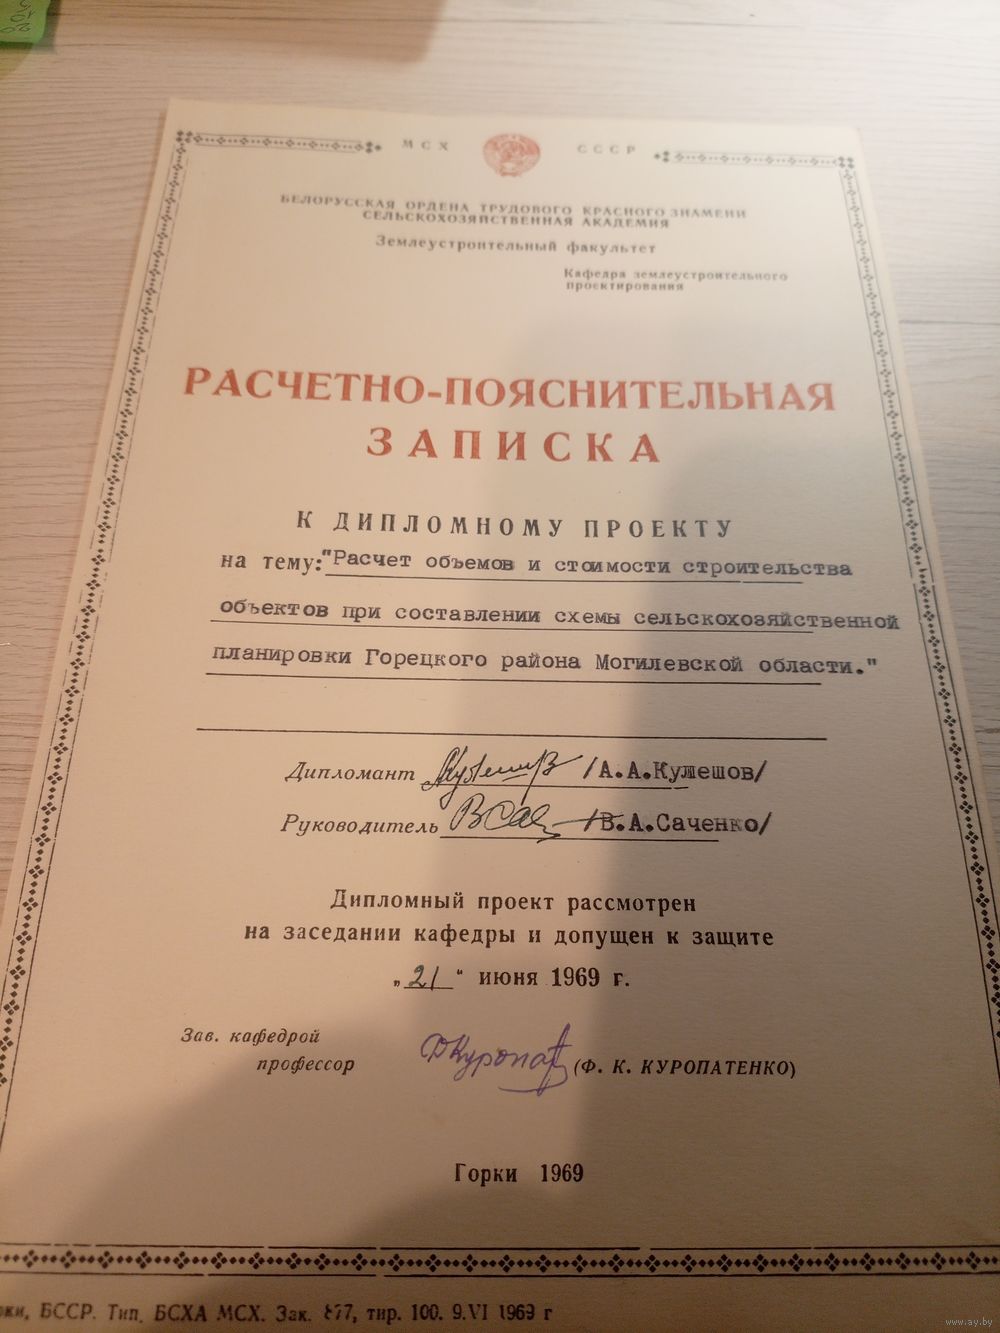 МСХ СССР
БЕЛОРУССКАЯ ОРДЕНА ТРУДОВОГО КРАСНОГО ЗНАМЕНИ
СЕЛЬСКОХОЗЯЙСТВЕННАЯ АКАДЕМИЯ
Землеустроительный факультет
Кафедра землеустроительного
проектирования
РАСЧЕТНО-ПОЯСНИТЕЛЬНАЯ
ЗАПИСКА
К ДИПЛОМНОМУ ПРОЕКТУ
на тему: "Расчет объемов и стоимости строительства
объектов при составлении схемы сельскохозяйственной
планировки Горецкого района Могилевской области."
Дипломант /А.А.Кулешов/
Руководитель /В.А.Саченко/
Дипломный проект рассмотрен
на заседании кафедры и допущен к защите
„21" июня 1969 г.
Зав. кафедрой
профессор (Ф. К. КУРОПАТЕНКО)
Горки 1969
БССР. Тип. БСХА МСХ. Зак. 877, тир. 100. 9.VI 1969 г
www.ay.by